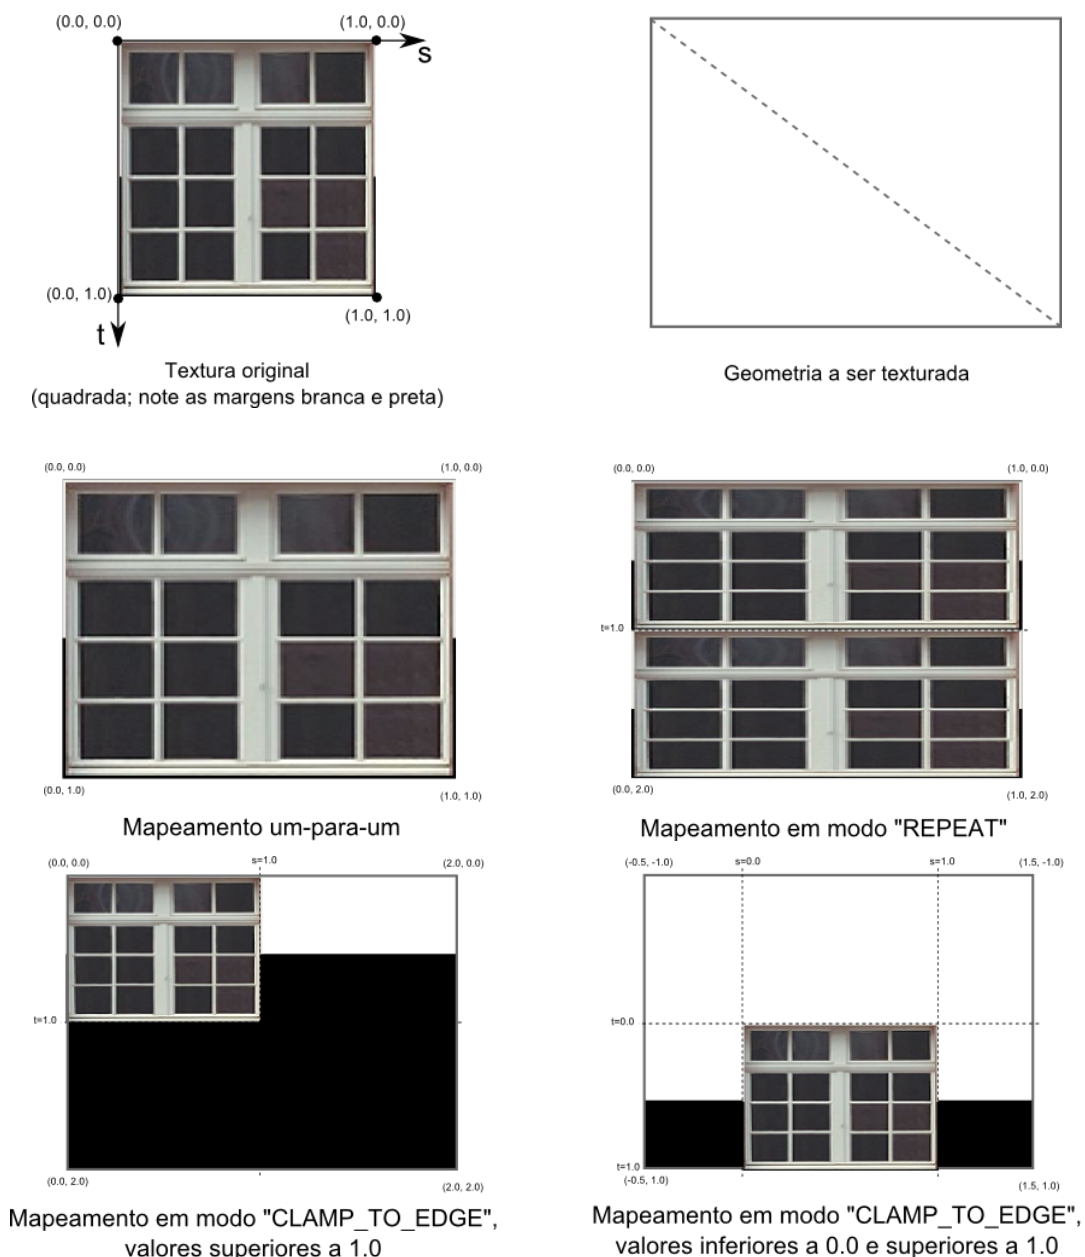 (0.0, 0.0)
(1.0, 0.0)
s
(0.0, 1.0)
(1.0, 1.0)
t
Textura original
(quadrada; note as margens branca e preta)
Geometria a ser texturada
(0.0, 0.0)
(1.0, 0.0)
(0.0, 1.0)
(1.0, 1.0)
Mapeamento um-para-um
(0.0, 0.0)
(1.0, 0.0)
t=1.0
(0.0, 2.0)
(1.0, 2.0)
Mapeamento em modo "REPEAT"
(0.0, 0.0)
s=1.0
(2.0, 0.0)
t=1.0
(0.0, 2.0)
(2.0, 2.0)
Mapeamento em modo "CLAMP_TO_EDGE",
valores superiores a 1.0
(-0.5, -1.0)
s=0.0
s=1.0
(1.5, -1.0)
t=0.0
t=1.0
(-0.5, 1.0)
(1.5, 1.0)
Mapeamento em modo "CLAMP_TO_EDGE",
valores inferiores a 0.0 e superiores a 1.0